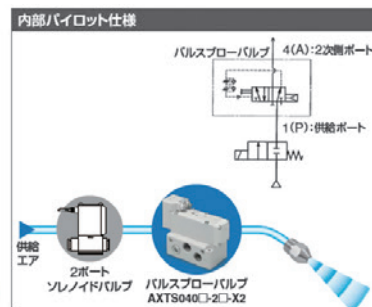 内部パイロット仕様
パルスブローバルブ
4(A):2次側ポート
1(P):供給ポート
供給
エア
2ポート
ソレノイドバルブ
パルスブローバルブ
AXTS040□-2□-X2